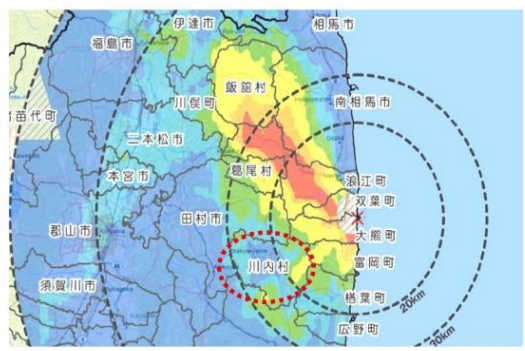 伊達市
相馬市
福島市
飯舘村
川俣町
南相馬市
苗代町
二本松市
葛尾村
本宮市
浪江町
双葉町
田村市
大熊町
郡山市
川内村
富岡町
須賀川市
楢葉町
20km
広野町
30km